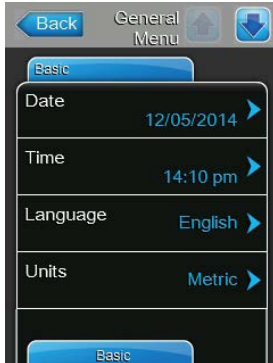 Back
General
Menu
Basic
Date
12/05/2014
Time
14:10 pm
Language
English
Units
Metric
Basic